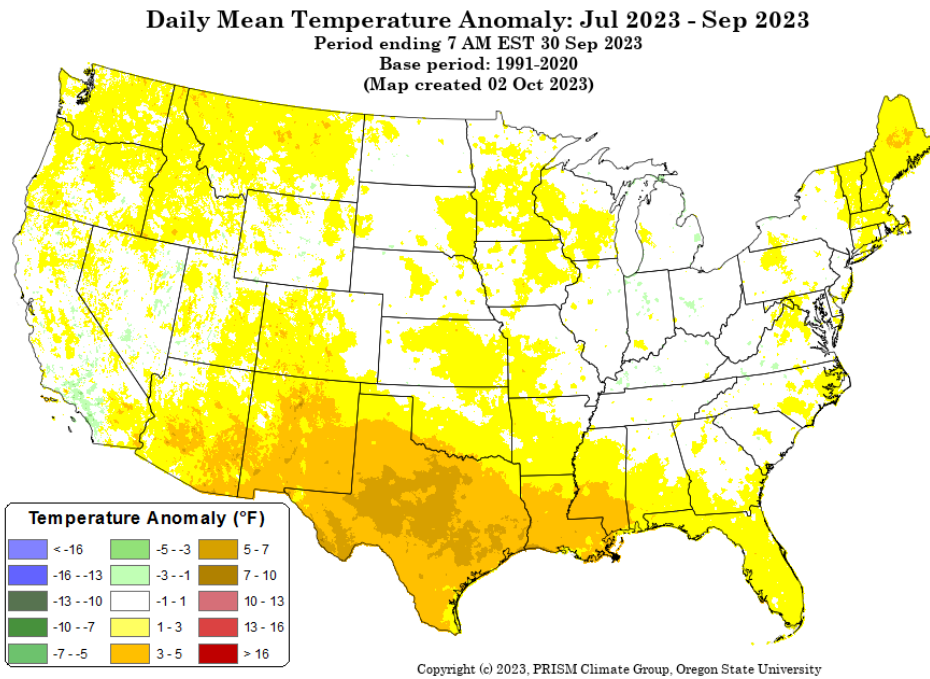 Daily Mean Temperature Anomaly: Jul 2023 - Sep 2023
Period ending 7 AM EST 30 Sep 2023
Base period: 1991-2020
(Map created 02 Oct 2023)
Temperature Anomaly (°F)
< -16
-16 - -13
-13 - -10
-10 - -7
-7 - -5
-5 - -3
-3 - -1
-1 - 1
1 - 3
3 - 5
5 - 7
7 - 10
10 - 13
13 - 16
> 16
Copyright (c) 2023, PRISM Climate Group, Oregon State University